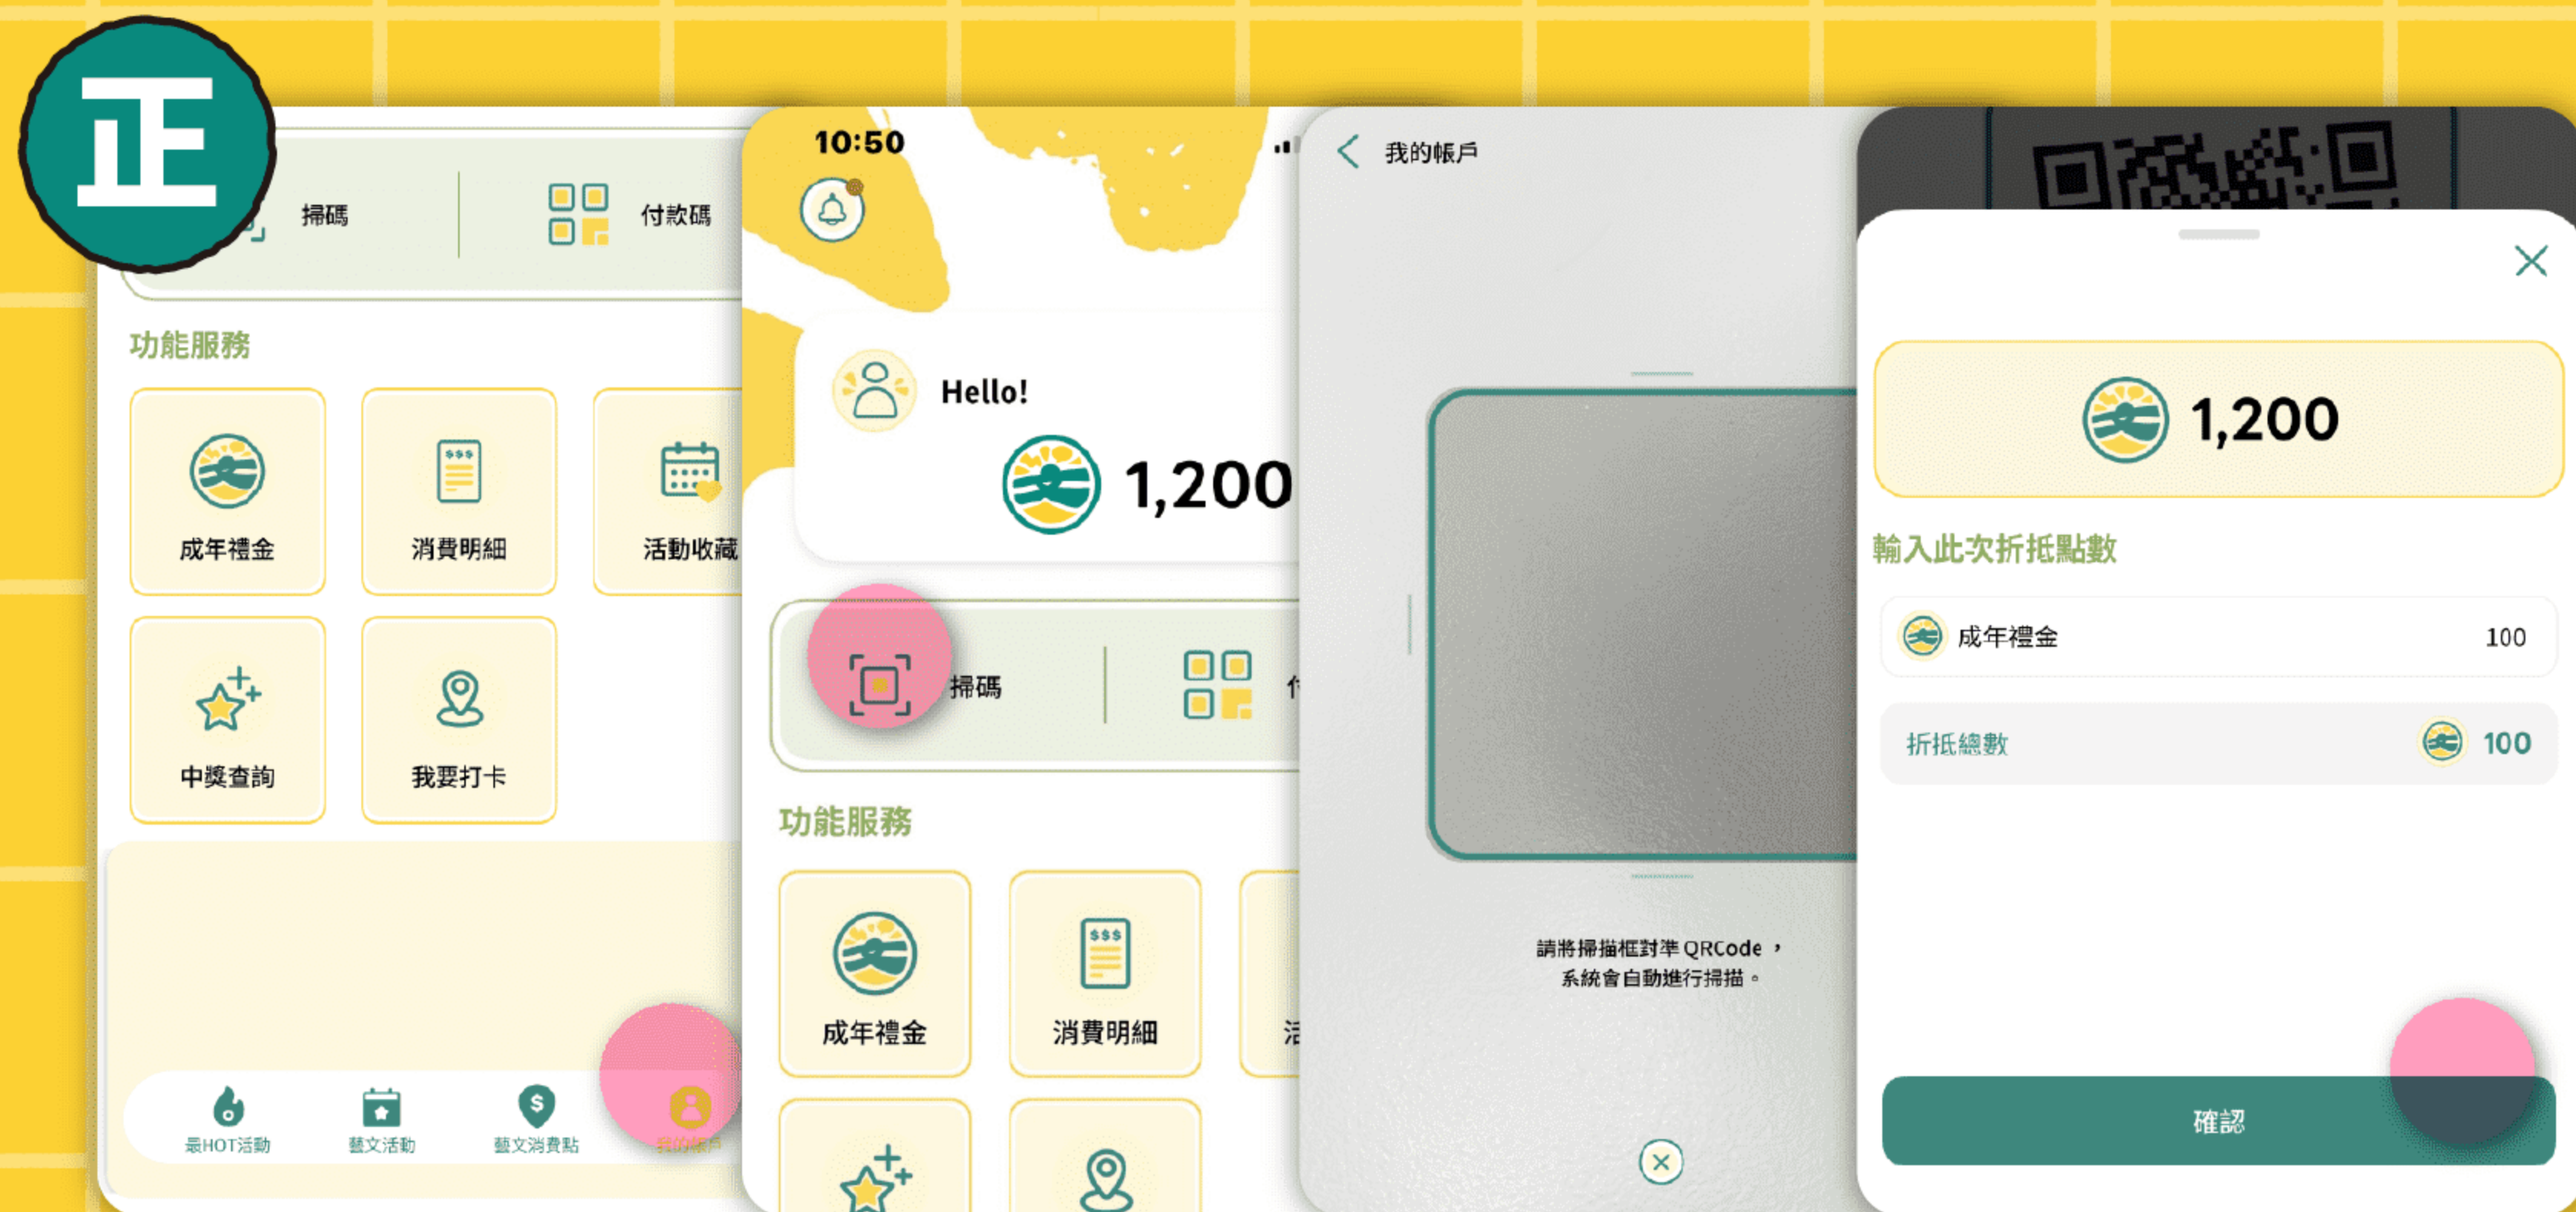 正
掃碼
付款碼
功能服務
成年禮金
消費明細
活動收藏
中獎查詢
我要打卡
最HOT活動
藝文活動
藝文消費點
我的帳戶
10:50
Hello!
1,200
掃碼
功能服務
$$$
成年禮金
消費明細
我的帳戶
請將掃描框對準 QRCode ，
系統會自動進行掃描。
1,200
輸入此次折抵點數
成年禮金 100
折抵總數 100
確認